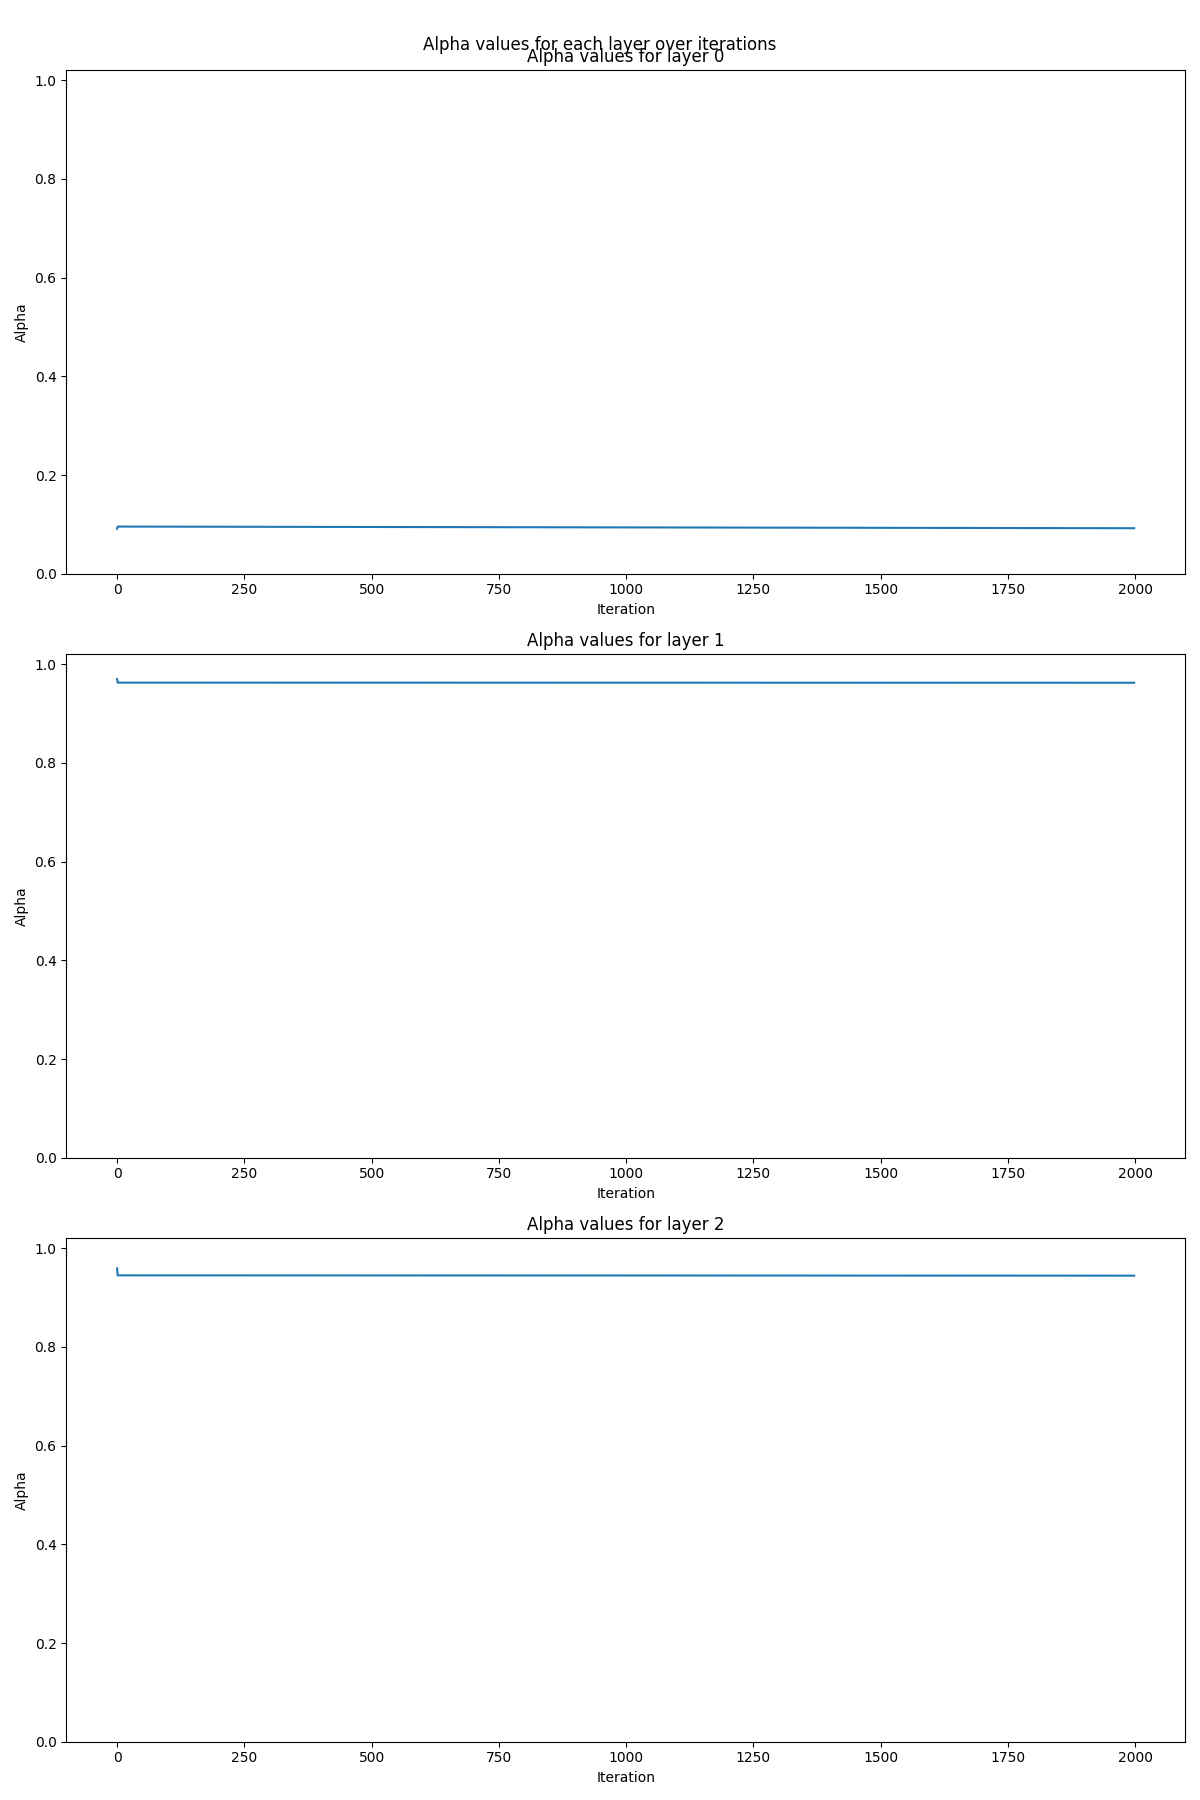 Alpha values for each layer over iterations
Alpha values for layer 0
1.0
0.8
0.6
0.4
0.2
0.0
Alpha
0 250 500 750 1000 1250 1500 1750 2000
Iteration
Alpha values for layer 1
1.0
0.8
0.6
0.4
0.2
0.0
Alpha
0 250 500 750 1000 1250 1500 1750 2000
Iteration
Alpha values for layer 2
1.0
0.8
0.6
0.4
0.2
0.0
Alpha
0 250 500 750 1000 1250 1500 1750 2000
Iteration